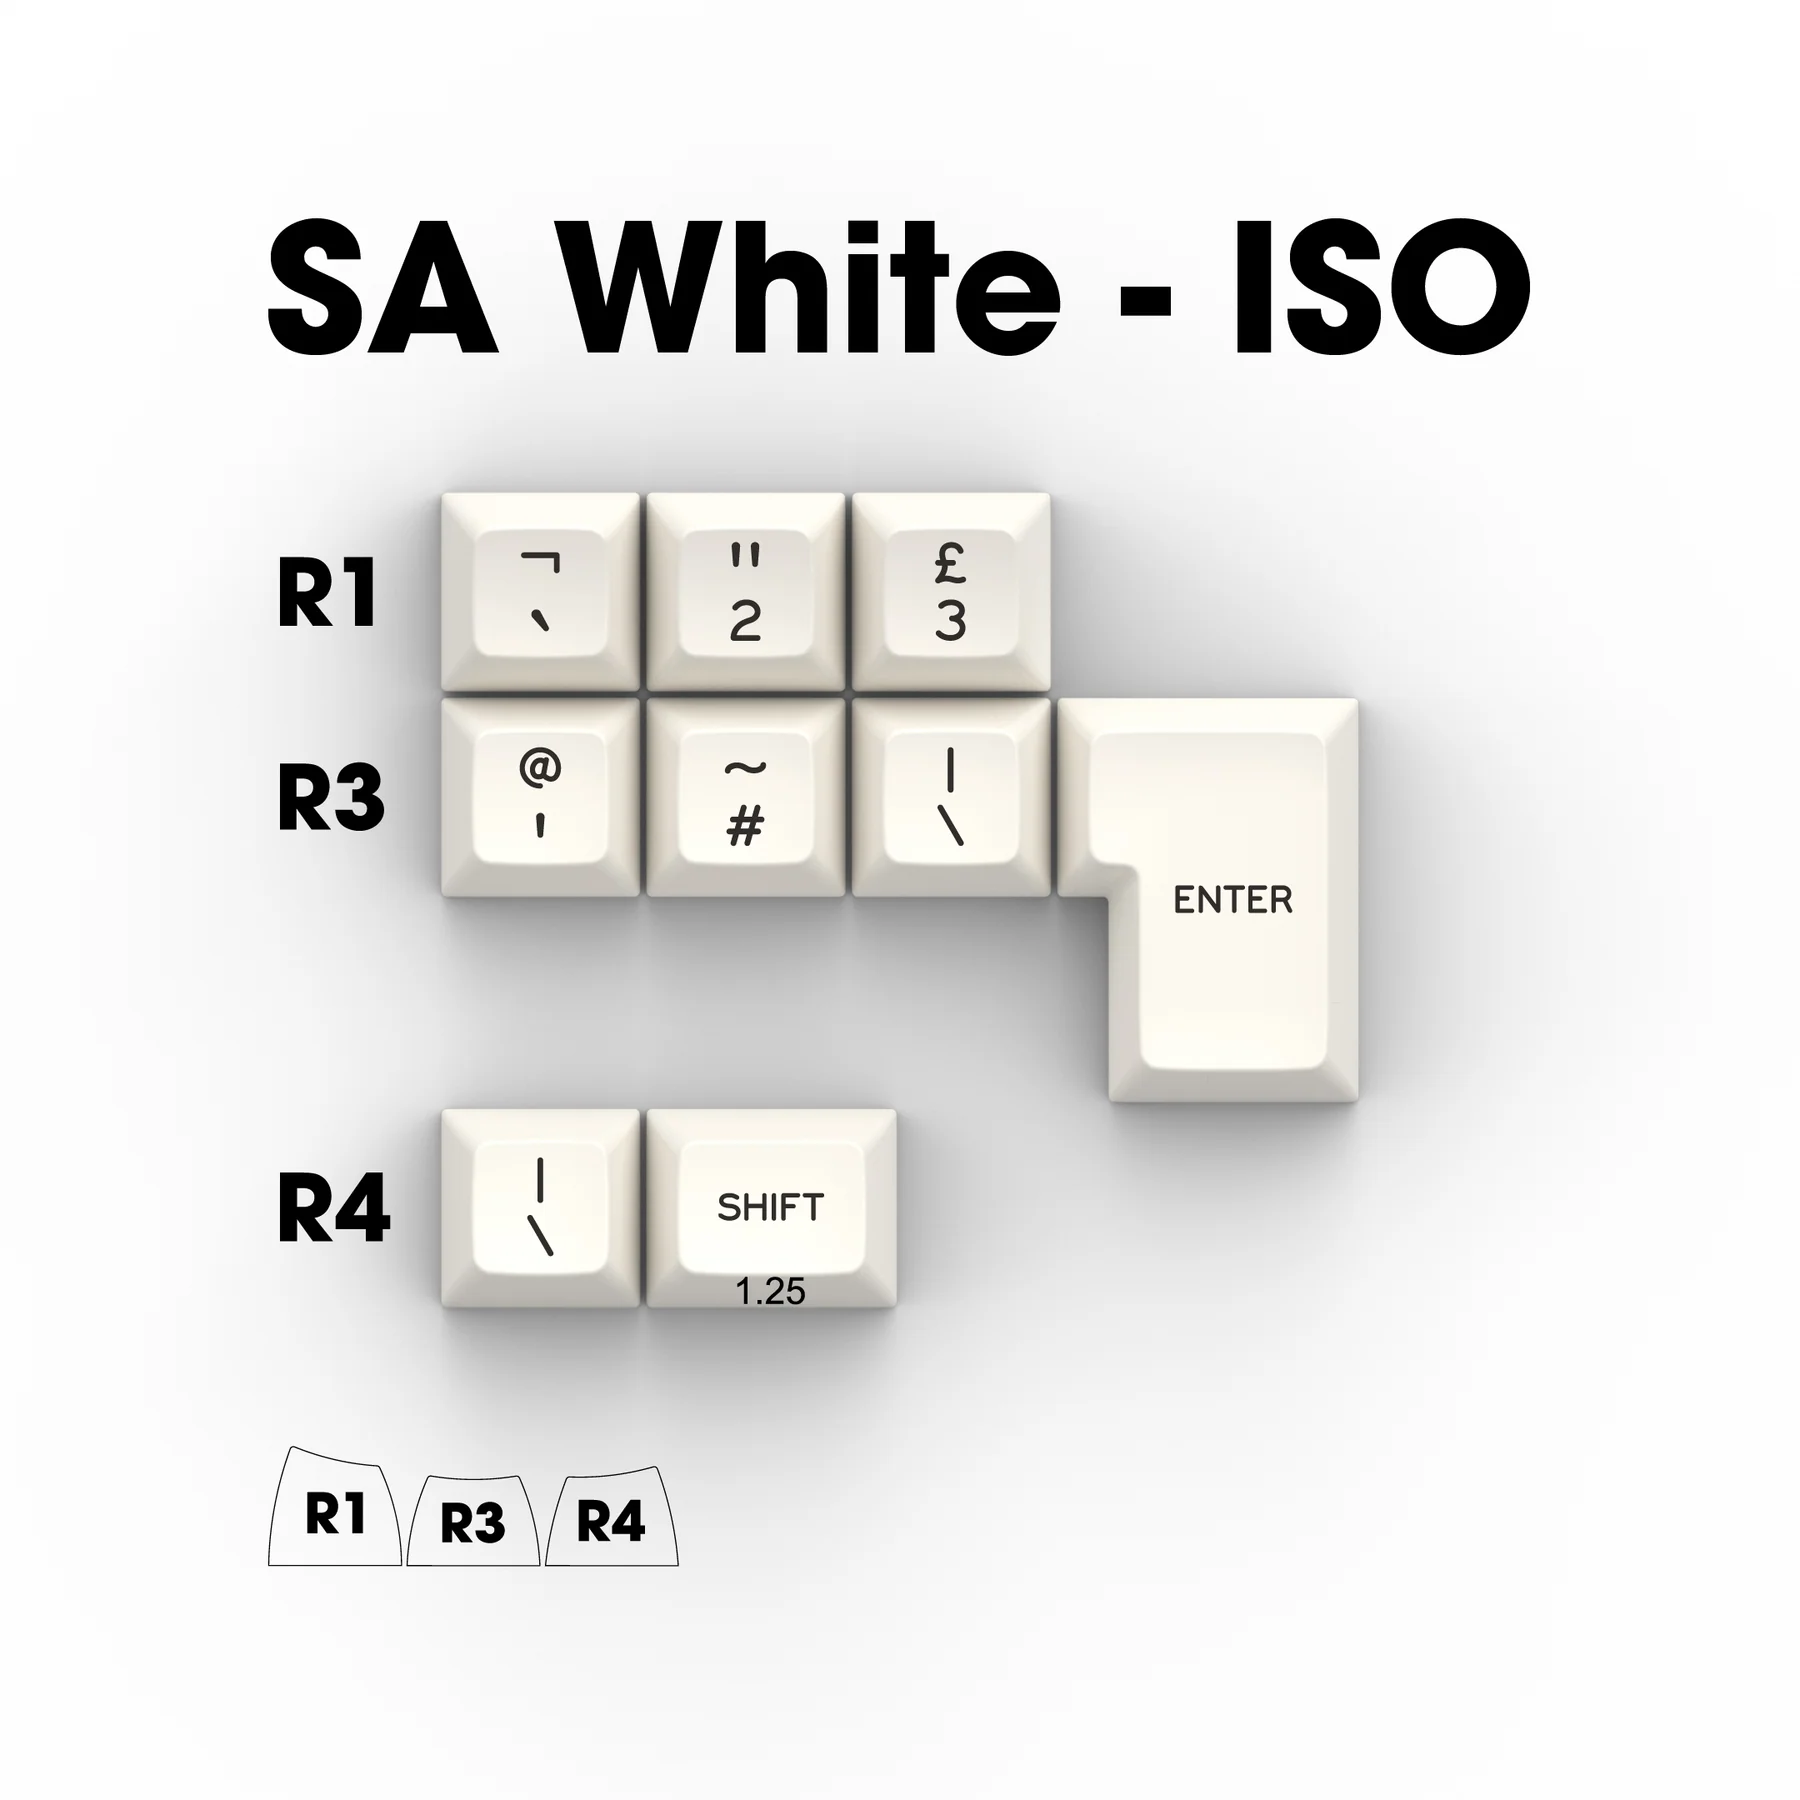 SA White - ISO
R1
¬ " £
` 2 3
R3
@ ~ |
' # \
ENTER
R4
|
\
SHIFT
1.25
R1 R3 R4